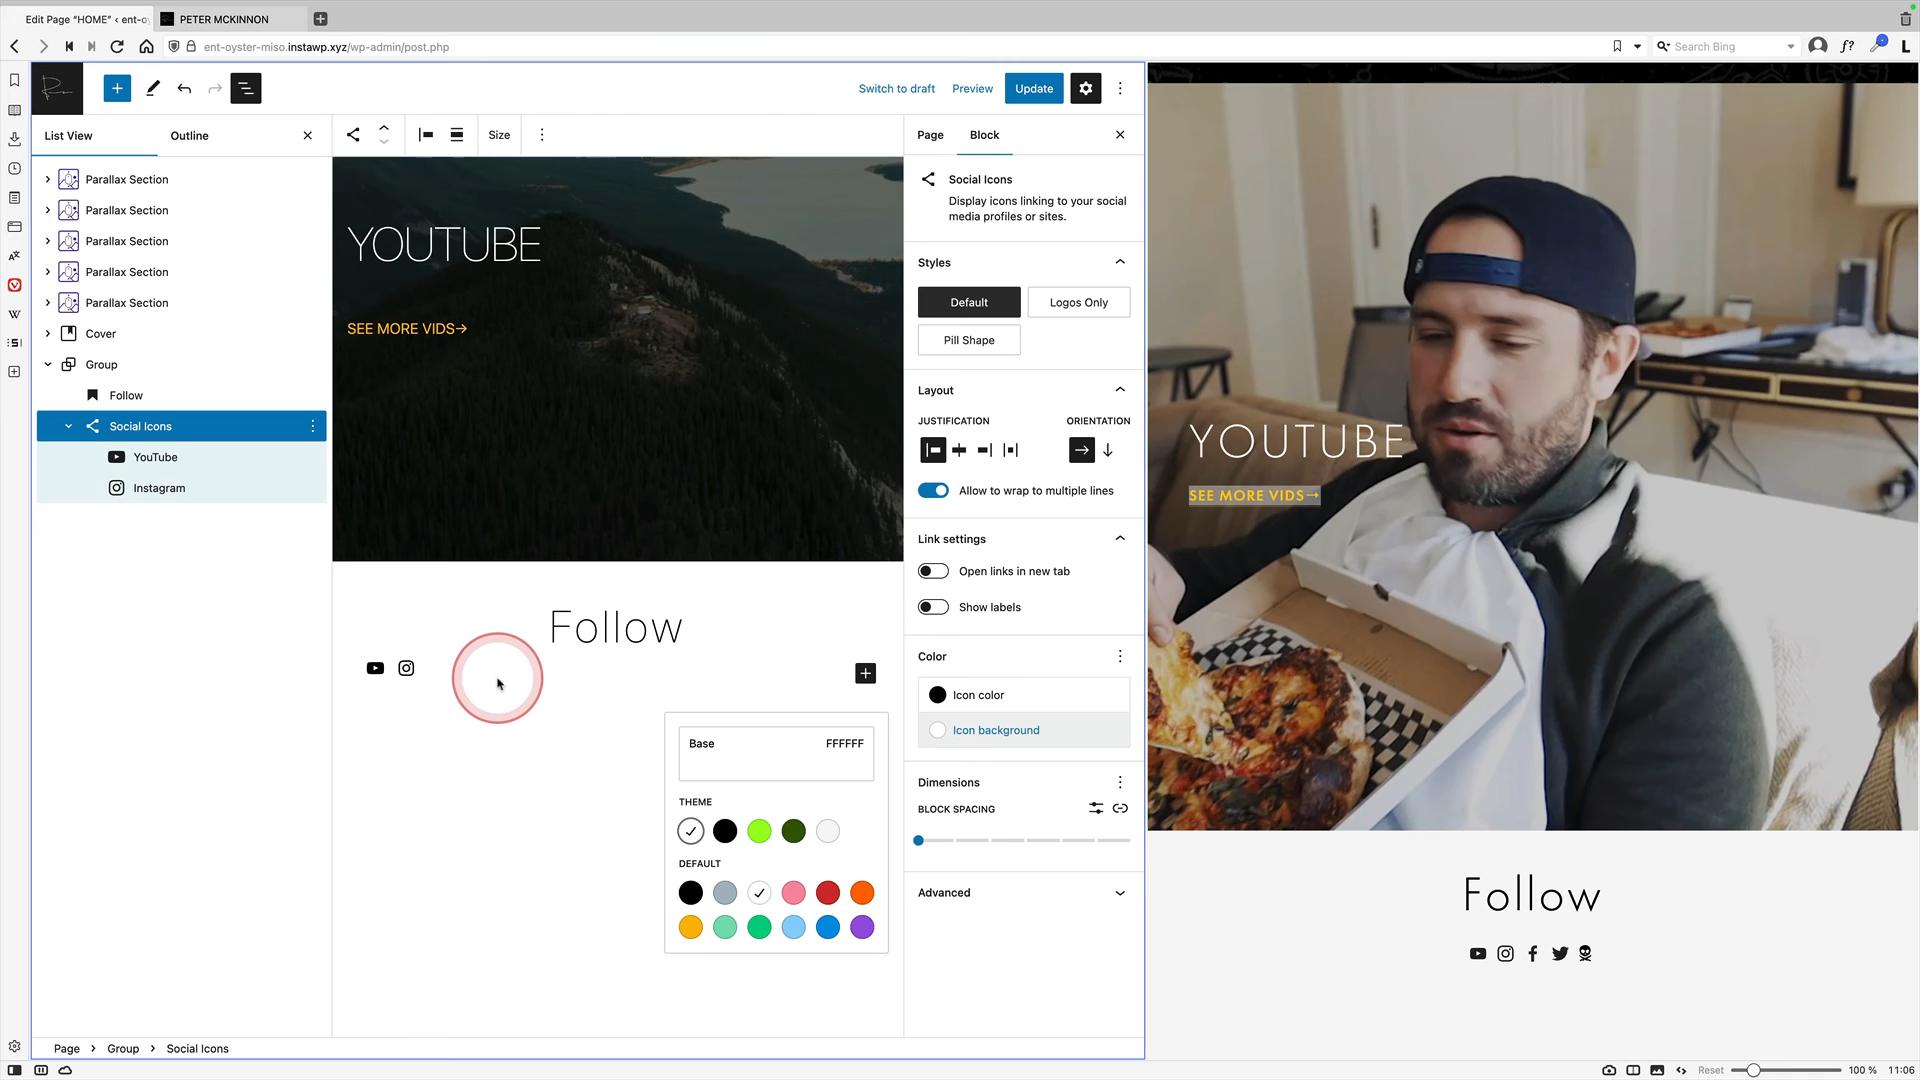 Edit Page “HOME” ‹ ent-o
PETER MCKINNON
ent-oyster-miso.instawp.xyz/wp-admin/post.php
Search Bing
f?
L
Switch to draft
Preview
Update
List View
Outline
Size
Page
Block
Parallax Section
Parallax Section
Parallax Section
Parallax Section
Parallax Section
Cover
Group
Follow
Social Icons
YouTube
Instagram
YOUTUBE
SEE MORE VIDS→
Follow
Base
FFFFFF
THEME
DEFAULT
Social Icons
Display icons linking to your social
media profiles or sites.
Styles
Default
Logos Only
Pill Shape
Layout
JUSTIFICATION
ORIENTATION
Allow to wrap to multiple lines
Link settings
Open links in new tab
Show labels
Color
Icon color
Icon background
Dimensions
BLOCK SPACING
Advanced
YOUTUBE
SEE MORE VIDS→
Follow
Page > Group > Social Icons
Reset
100 %
11:06